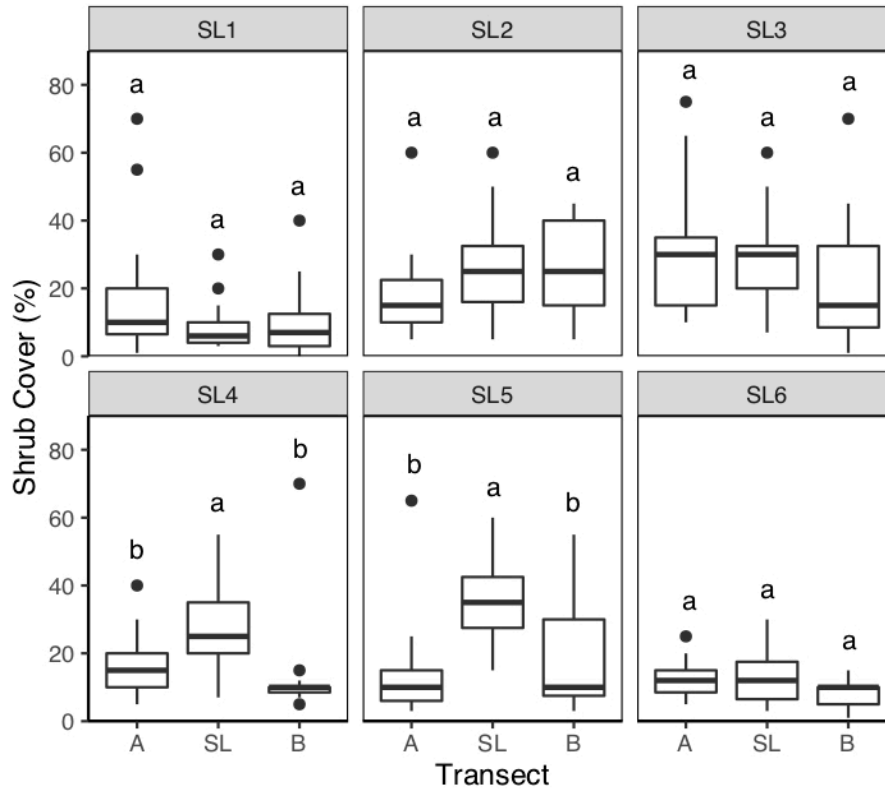 SL1 SL2 SL3
a a a a a a a a a
80
60
40
20
0
SL4 SL5 SL6
b a b b a b a a a
80
60
40
20
0
Shrub Cover (%)
A SL B A SL B A SL B
Transect